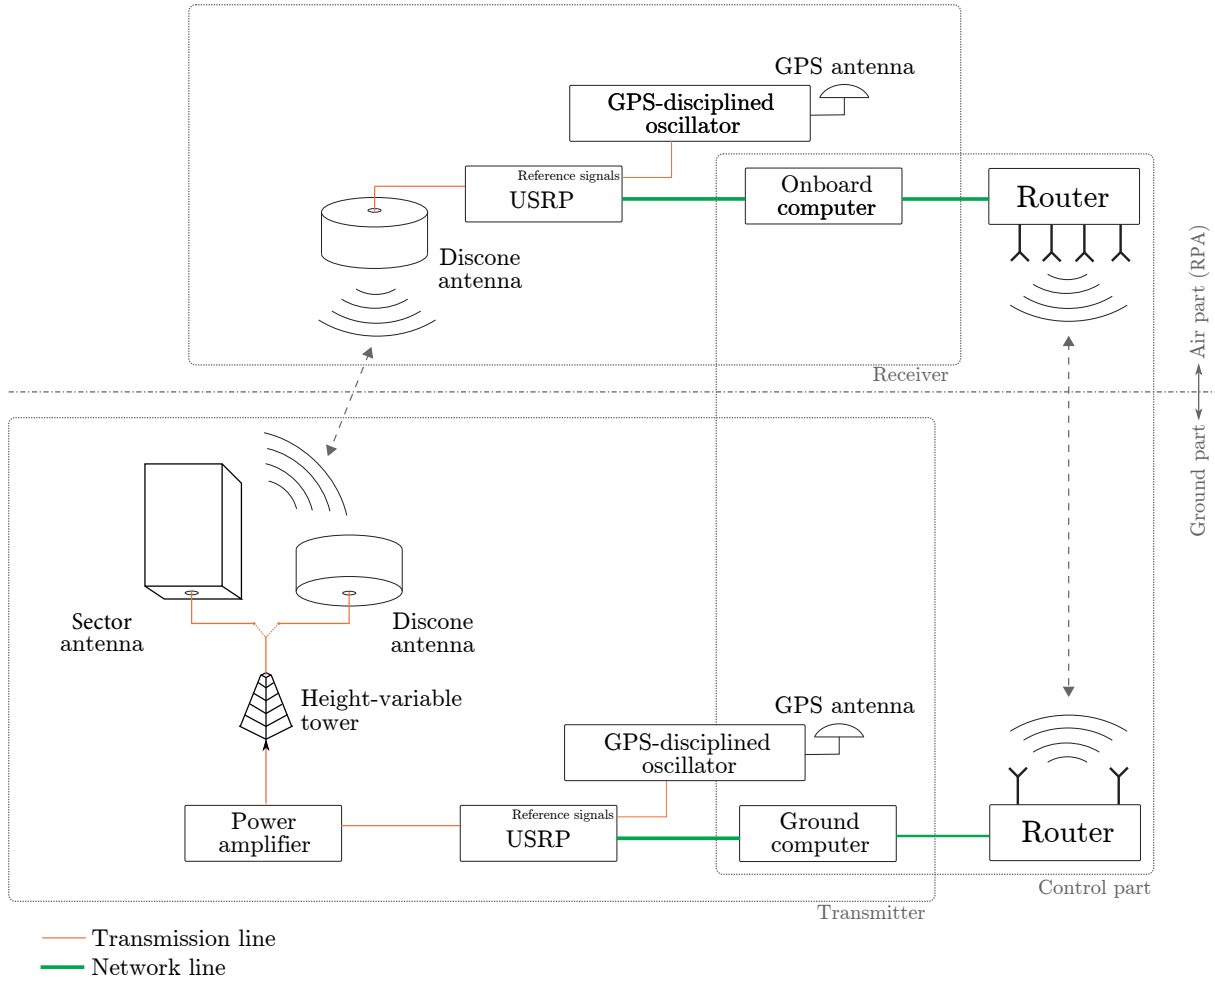 GPS antenna
GPS-disciplined
oscillator
Reference signals
USRP
Onboard
computer
Router
Discone
antenna
Air part (RPA)
Receiver
Ground part
Sector
antenna
Discone
antenna
Height-variable
tower
GPS antenna
GPS-disciplined
oscillator
Power
amplifier
Reference signals
USRP
Ground
computer
Router
Control part
Transmitter
Transmission line
Network line